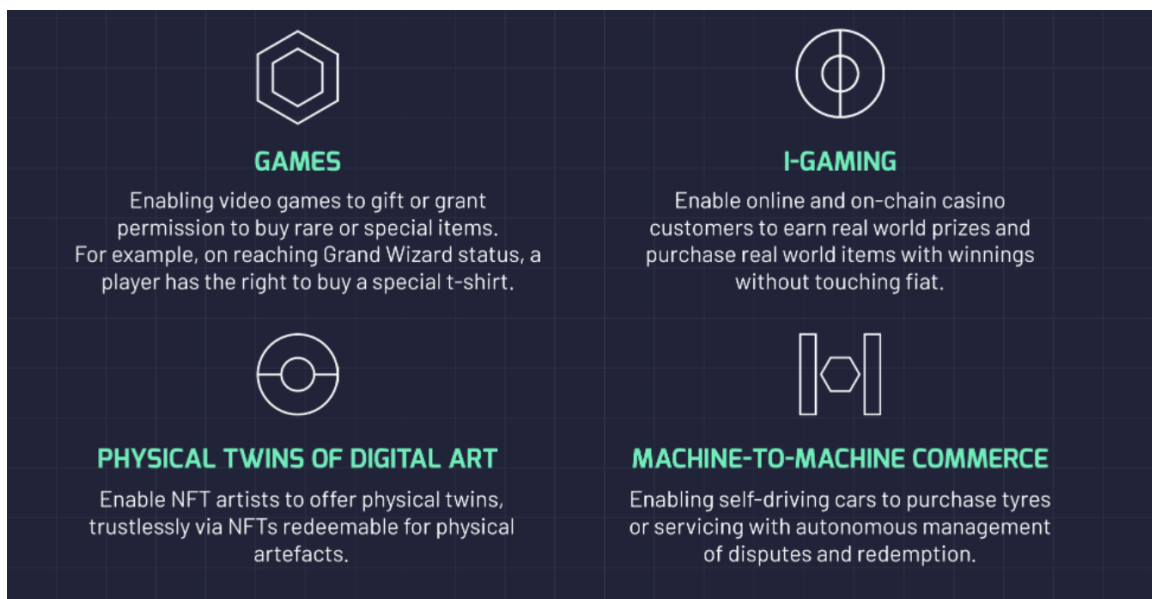 GAMES
Enabling video games to gift or grant
permission to buy rare or special items.
For example, on reaching Grand Wizard status, a
player has the right to buy a special t-shirt.
I-GAMING
Enable online and on-chain casino
customers to earn real world prizes and
purchase real world items with winnings
without touching fiat.
PHYSICAL TWINS OF DIGITAL ART
Enable NFT artists to offer physical twins,
trustlessly via NFTs redeemable for physical
artefacts.
MACHINE-TO-MACHINE COMMERCE
Enabling self-driving cars to purchase tyres
or servicing with autonomous management
of disputes and redemption.